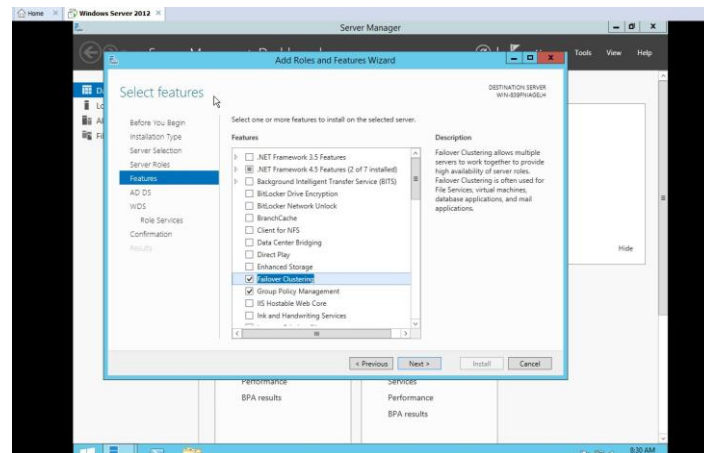 Home
Windows Server 2012
Server Manager
Tools View Help
Add Roles and Features Wizard
Select features
DESTINATION SERVER
Before You Begin
Installation Type
Server Selection
Server Roles
Features
AD DS
WDS
Role Services
Confirmation
Results
Select one or more features to install on the selected server.
Features
.NET Framework 3.5 Features
.NET Framework 4.5 Features (2 of 7 installed)
Background Intelligent Transfer Service (BITS)
BitLocker Drive Encryption
BitLocker Network Unlock
BranchCache
Client for NFS
Data Center Bridging
Direct Play
Enhanced Storage
Failover Clustering
Group Policy Management
IIS Hostable Web Core
Ink and Handwriting Services
Description
Failover Clustering allows multiple
servers to work together to provide
high availability of server roles.
Failover Clustering is often used for
File Services, virtual machines,
database applications, and mail
applications.
Hide
< Previous
Next >
Install
Cancel
Performance
BPA results
Services
Performance
BPA results
8:30 AM